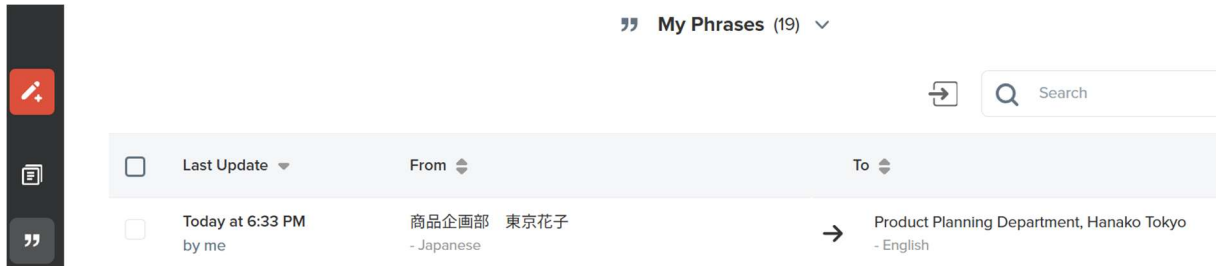 My Phrases (19)
Search
Last Update From To
Today at 6:33 PM 商品企画部　東京花子 Product Planning Department, Hanako Tokyo
by me - Japanese - English